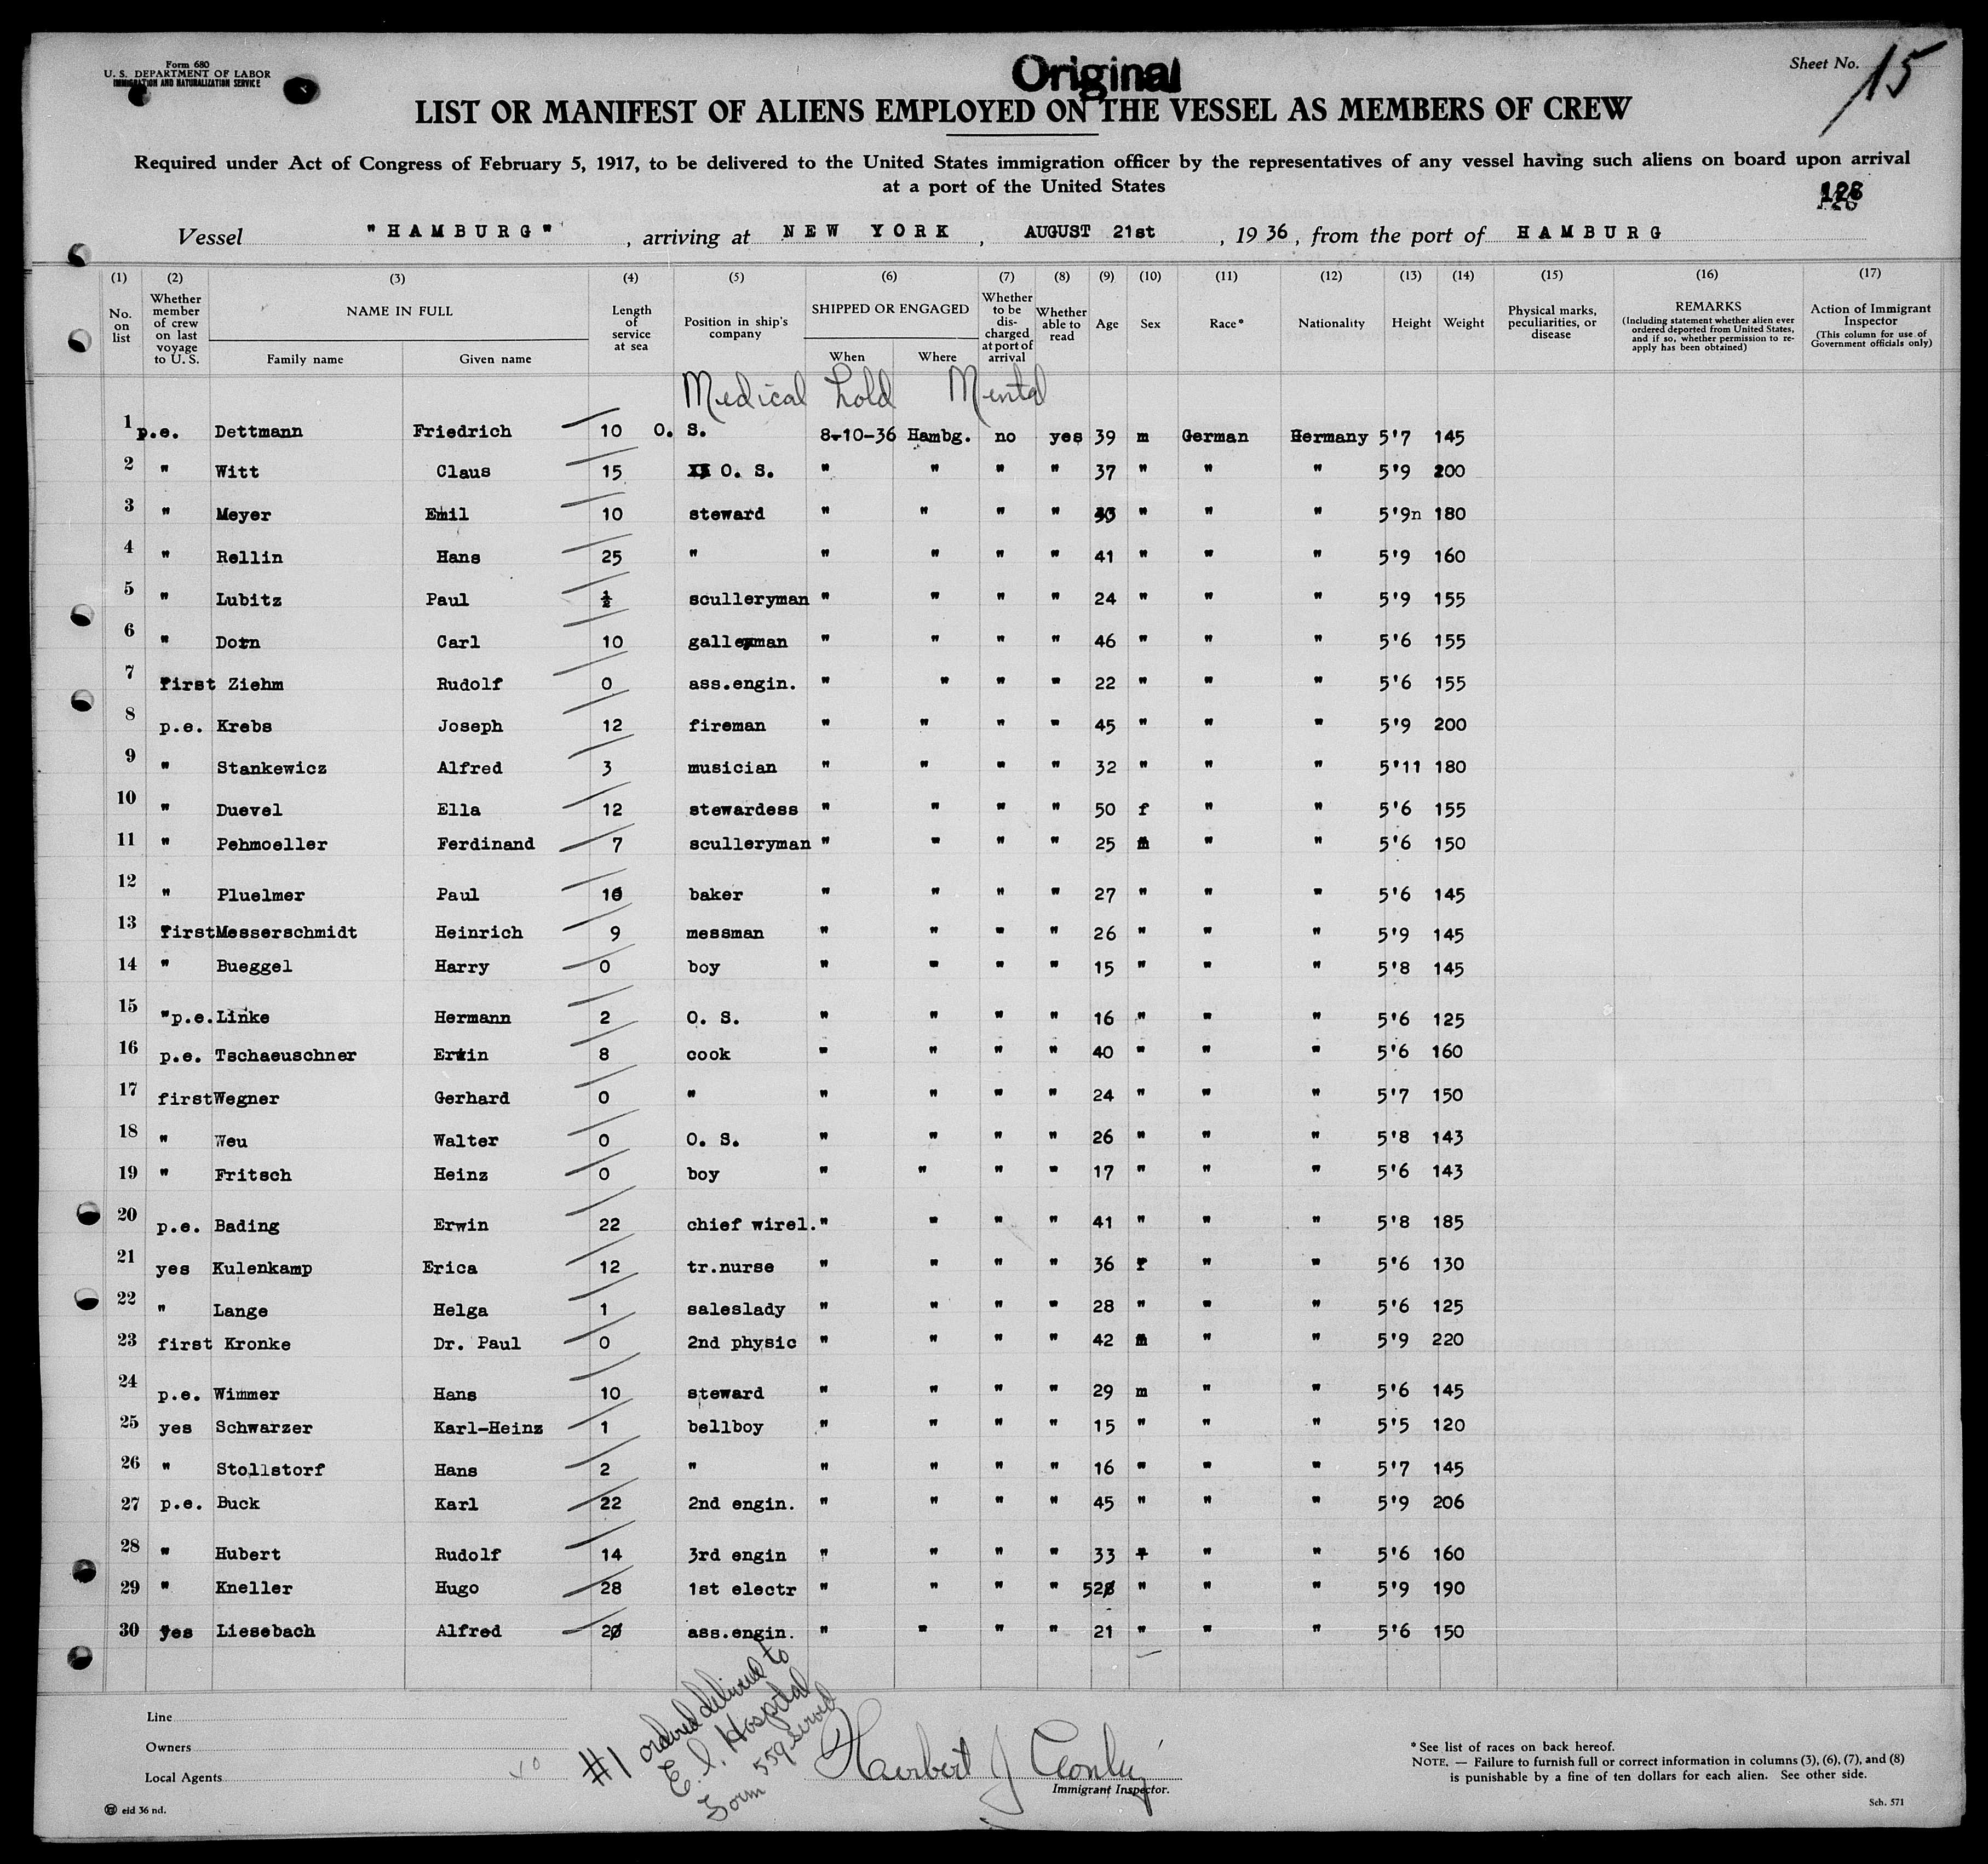 Form 680
U. S. DEPARTMENT OF LABOR
IMMIGRATION AND NATURALIZATION SERVICE
Original
Sheet No. 15
LIST OR MANIFEST OF ALIENS EMPLOYED ON THE VESSEL AS MEMBERS OF CREW
Required under Act of Congress of February 5, 1917, to be delivered to the United States immigration officer by the representatives of any vessel having such aliens on board upon arrival
at a port of the United States
128
Vessel "HAMBURG", arriving at NEW YORK, AUGUST 21st, 1936, from the port of HAMBURG
(1) (2) (3) (4) (5) (6) (7) (8) (9) (10) (11) (12) (13) (14) (15) (16) (17)
No. on list
Whether member of crew on last voyage to U. S.
NAME IN FULL
Family name
Given name
Length of service at sea
Position in ship's company
SHIPPED OR ENGAGED
When
Where
Whether to be discharged at port of arrival
Whether able to read
Age
Sex
Race*
Nationality
Height
Weight
Physical marks, peculiarities, or disease
REMARKS
(Including statement whether alien ever ordered deported from United States, and if so, whether permission to reapply has been obtained)
Action of Immigrant Inspector
(This column for use of Government officials only)
Medical hold Mental
1 p.e. Dettmann Friedrich 10 O. S. 8-10-36 Hambg. no yes 39 m German Germany 5'7 145
2 " Witt Claus 15 O. S. " " " " 37 " " " 5'9 200
3 " Meyer Emil 10 steward " " " " " " " 5'9n 180
4 " Rellin Hans 25 " " " " " 41 " " " 5'9 160
5 " Lubitz Paul ½ sculleryman " " " " 24 " " " 5'9 155
6 " Dorn Carl 10 galleyman " " " " 46 " " " 5'6 155
7 first Ziehm Rudolf 0 ass.engin. " " " " 22 " " " 5'6 155
8 p.e. Krebs Joseph 12 fireman " " " " 45 " " " 5'9 200
9 " Stankewicz Alfred 3 musician " " " " 32 " " " 5'11 180
10 " Duevel Ella 12 stewardess " " " " 50 f " " 5'6 155
11 " Pehmoeller Ferdinand 7 sculleryman " " " " 25 m " " 5'6 150
12 " Pluelmer Paul 10 baker " " " " 27 " " " 5'6 145
13 first Messerschmidt Heinrich 9 messman " " " " 26 " " " 5'9 145
14 " Bueggel Harry 0 boy " " " " 15 " " " 5'8 145
15 "p.e. Linke Hermann 2 O. S. " " " " 16 " " " 5'6 125
16 p.e. Tschaeuschner Erwin 8 cook " " " " 40 " " " 5'6 160
17 first Wegner Gerhard 0 " " " " " 24 " " " 5'7 150
18 " Weu Walter 0 O. S. " " " " 26 " " " 5'8 143
19 " Fritsch Heinz 0 boy " " " " 17 " " " 5'6 143
20 p.e. Bading Erwin 22 chief wirel. " " " " 41 " " " 5'8 185
21 yes Kulenkamp Erica 12 tr.nurse " " " " 36 f " " 5'6 130
22 " Lange Helga 1 saleslady " " " " 28 " " " 5'6 125
23 first Kronke Dr. Paul 0 2nd physic " " " " 42 m " " 5'9 220
24 p.e. Wimmer Hans 10 steward " " " " 29 m " " 5'6 145
25 yes Schwarzer Karl-Heinz 1 bellboy " " " " 15 " " " 5'5 120
26 " Stollstorf Hans 2 " " " " " 16 " " " 5'7 145
27 p.e. Buck Karl 22 2nd engin. " " " " 45 " " " 5'9 206
28 " Hubert Rudolf 14 3rd engin " " " " 33 " " " 5'6 160
29 " Kneller Hugo 28 1st electr " " " " 52 " " " 5'9 190
30 yes Liesebach Alfred 2 ass.engin. " " " " 21 " " " 5'6 150
Line
Owners
Local Agents
#1 ordered delivered to
E. I. Hospital
Form 559 served
Herbert J
Immigrant Inspector.
* See list of races on back hereof.
NOTE. — Failure to furnish full or correct information in columns (3), (6), (7), and (8)
is punishable by a fine of ten dollars for each alien. See other side.
eid 36 nd.
Sch. 571